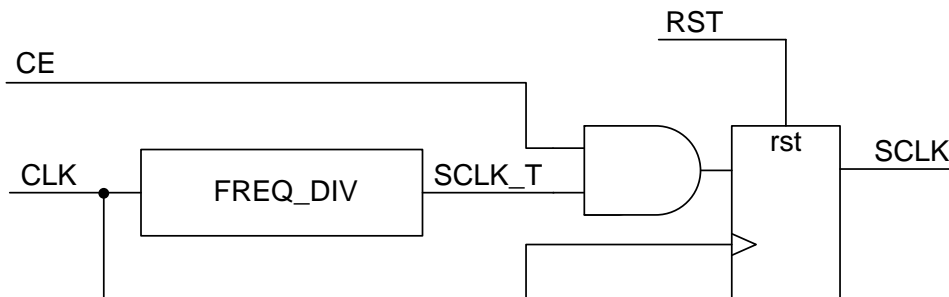 RST
CE
rst
SCLK
CLK
FREQ_DIV
SCLK_T